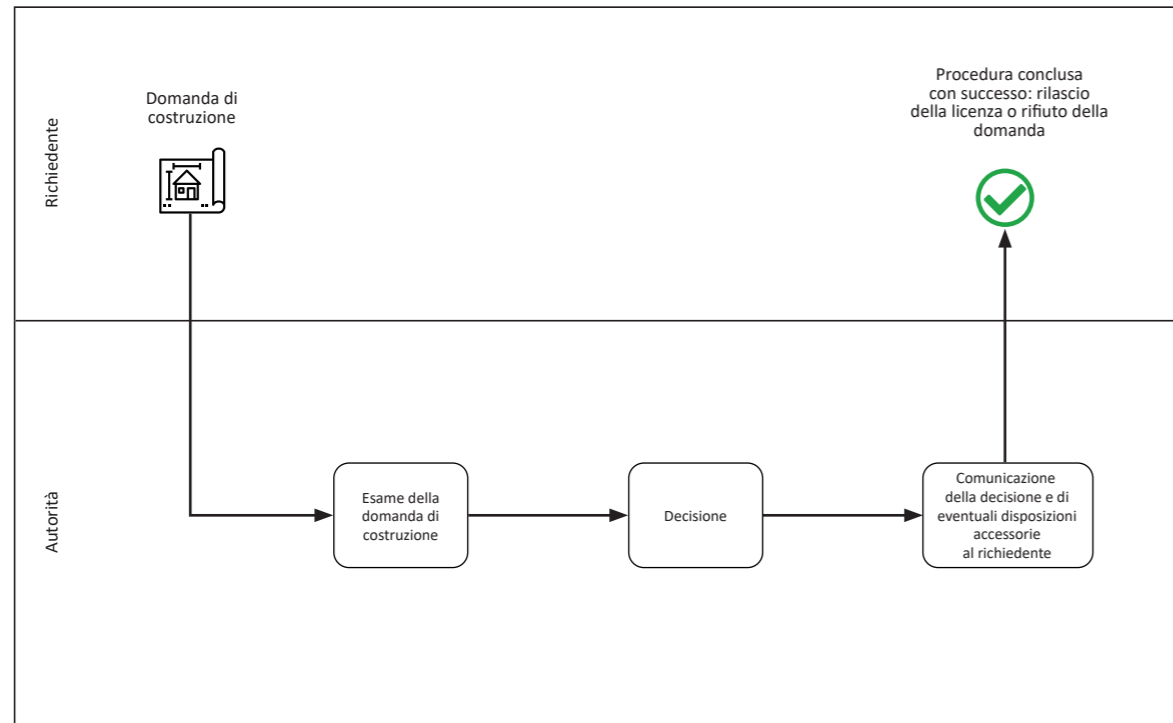 Richiedente
Domanda di
costruzione
Procedura conclusa
con successo: rilascio
della licenza o rifiuto della
domanda
Autorità
Esame della
domanda di
costruzione
Decisione
Comunicazione
della decisione e di
eventuali disposizioni
accessorie
al richiedente